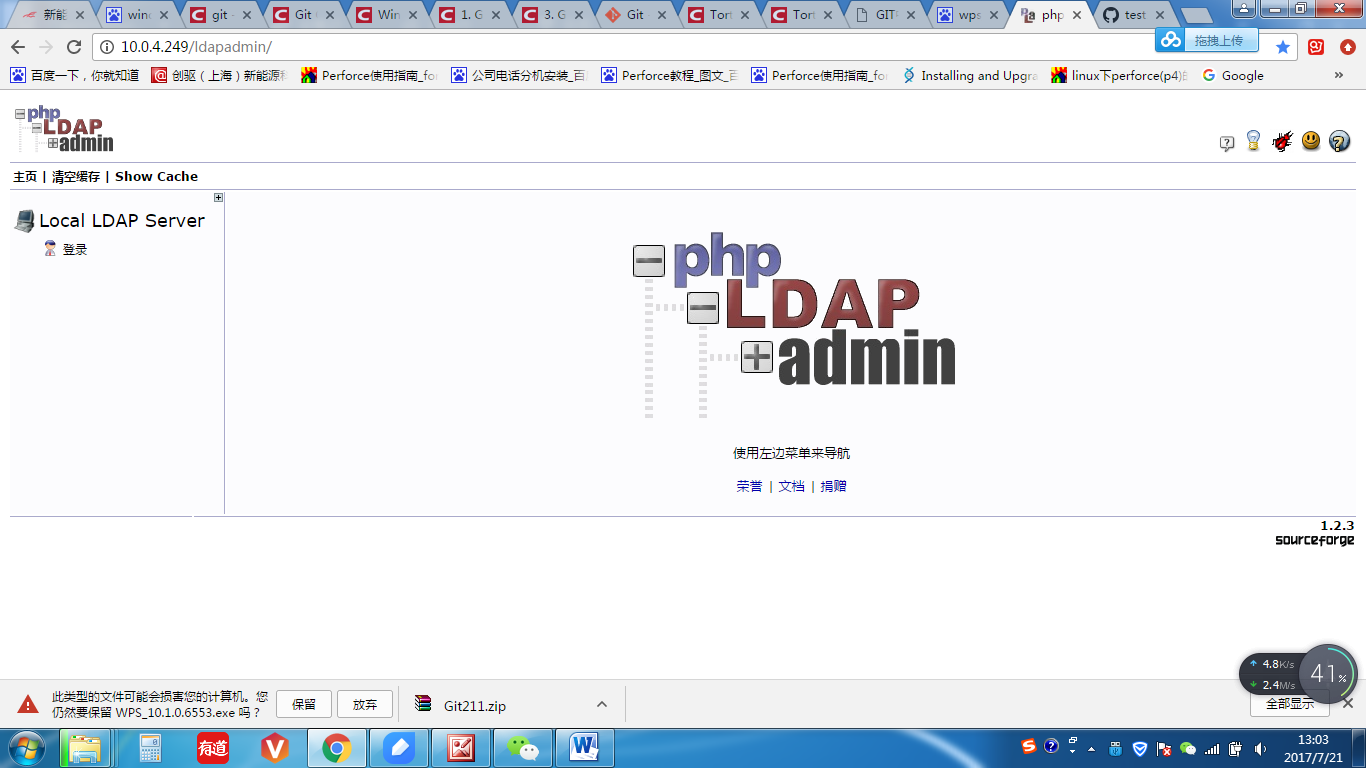 新能
wind
git -
Git
Win
1. G
3. G
Git
Tort
Tort
GIT
wps
php
test
10.0.4.249/ldapadmin/
拖拽上传
百度一下，你就知道
创驱（上海）新能源科
Perforce使用指南_for
公司电话分机安装_百
Perforce教程_图文_百
Perforce使用指南_for
Installing and Upgra
linux下perforce(p4)的
Google
php
LDAP
admin
主页 | 清空缓存 | Show Cache
Local LDAP Server
登录
php
LDAP
admin
使用左边菜单来导航
荣誉 | 文档 | 捐赠
1.2.3
sourceforge
4.8K/s
2.4M/s
41%
此类型的文件可能会损害您的计算机。您
仍然要保留 WPS_10.1.0.6553.exe 吗？
保留
放弃
Git211.zip
全部显示
有道
13:03
2017/7/21